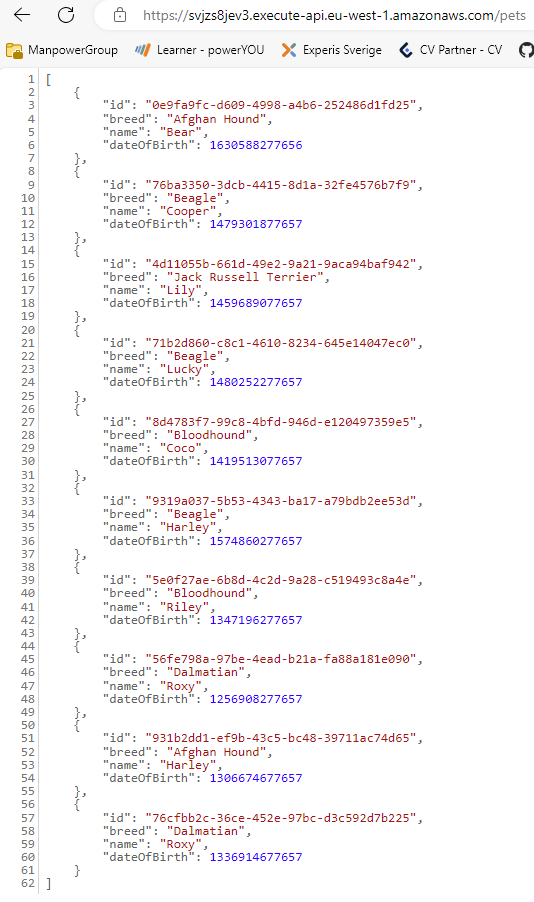 https://svjzs8jev3.execute-api.eu-west-1.amazonaws.com/pets
ManpowerGroup Learner - powerYOU Experis Sverige CV Partner - CV
1 [
2 {
3 "id": "0e9fa9fc-d609-4998-a4b6-252486d1fd25",
4 "breed": "Afghan Hound",
5 "name": "Bear",
6 "dateOfBirth": 1630588277656
7 },
8 {
9 "id": "76ba3350-3dcb-4415-8d1a-32fe4576b7f9",
10 "breed": "Beagle",
11 "name": "Cooper",
12 "dateOfBirth": 1479301877657
13 },
14 {
15 "id": "4d11055b-661d-49e2-9a21-9aca94baf942",
16 "breed": "Jack Russell Terrier",
17 "name": "Lily",
18 "dateOfBirth": 1459689077657
19 },
20 {
21 "id": "71b2d860-c8c1-4610-8234-645e14047ec0",
22 "breed": "Beagle",
23 "name": "Lucky",
24 "dateOfBirth": 1480252277657
25 },
26 {
27 "id": "8d4783f7-99c8-4bfd-946d-e120497359e5",
28 "breed": "Bloodhound",
29 "name": "Coco",
30 "dateOfBirth": 1419513077657
31 },
32 {
33 "id": "9319a037-5b53-4343-ba17-a79bdb2ee53d",
34 "breed": "Beagle",
35 "name": "Harley",
36 "dateOfBirth": 1574860277657
37 },
38 {
39 "id": "5e0f27ae-6b8d-4c2d-9a28-c519493c8a4e",
40 "breed": "Bloodhound",
41 "name": "Riley",
42 "dateOfBirth": 1347196277657
43 },
44 {
45 "id": "56fe798a-97be-4ead-b21a-fa88a181e090",
46 "breed": "Dalmatian",
47 "name": "Roxy",
48 "dateOfBirth": 1256908277657
49 },
50 {
51 "id": "931b2dd1-ef9b-43c5-bc48-39711ac74d65",
52 "breed": "Afghan Hound",
53 "name": "Harley",
54 "dateOfBirth": 1306674677657
55 },
56 {
57 "id": "76cfbb2c-36ce-452e-97bc-d3c592d7b225",
58 "breed": "Dalmatian",
59 "name": "Roxy",
60 "dateOfBirth": 1336914677657
61 }
62 ]